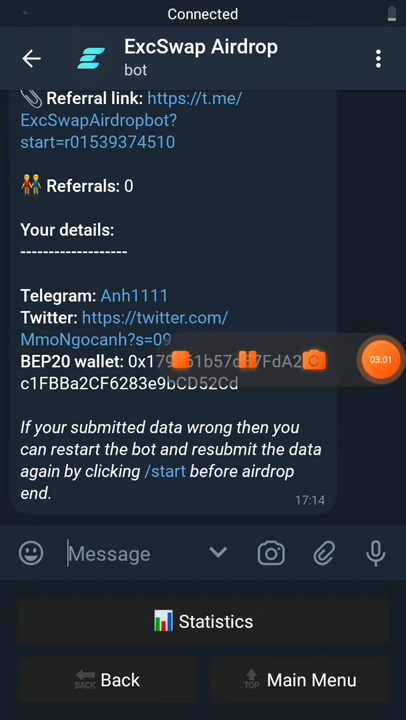 Connected
ExcSwap Airdrop
bot
Referral link: https://t.me/
ExcSwapAirdropbot?
start=r01539374510
Referrals: 0
Your details:
-------------------
Telegram: Anh1111
Twitter: https://twitter.com/
MmoNgocanh?s=09
BEP20 wallet:
c1FBBa2CF6283e9bCD52Cd
03:01
If your submitted data wrong then you
can restart the bot and resubmit the data
again by clicking /start before airdrop
end.
17:14
Message
Statistics
BACK Back
TOP Main Menu